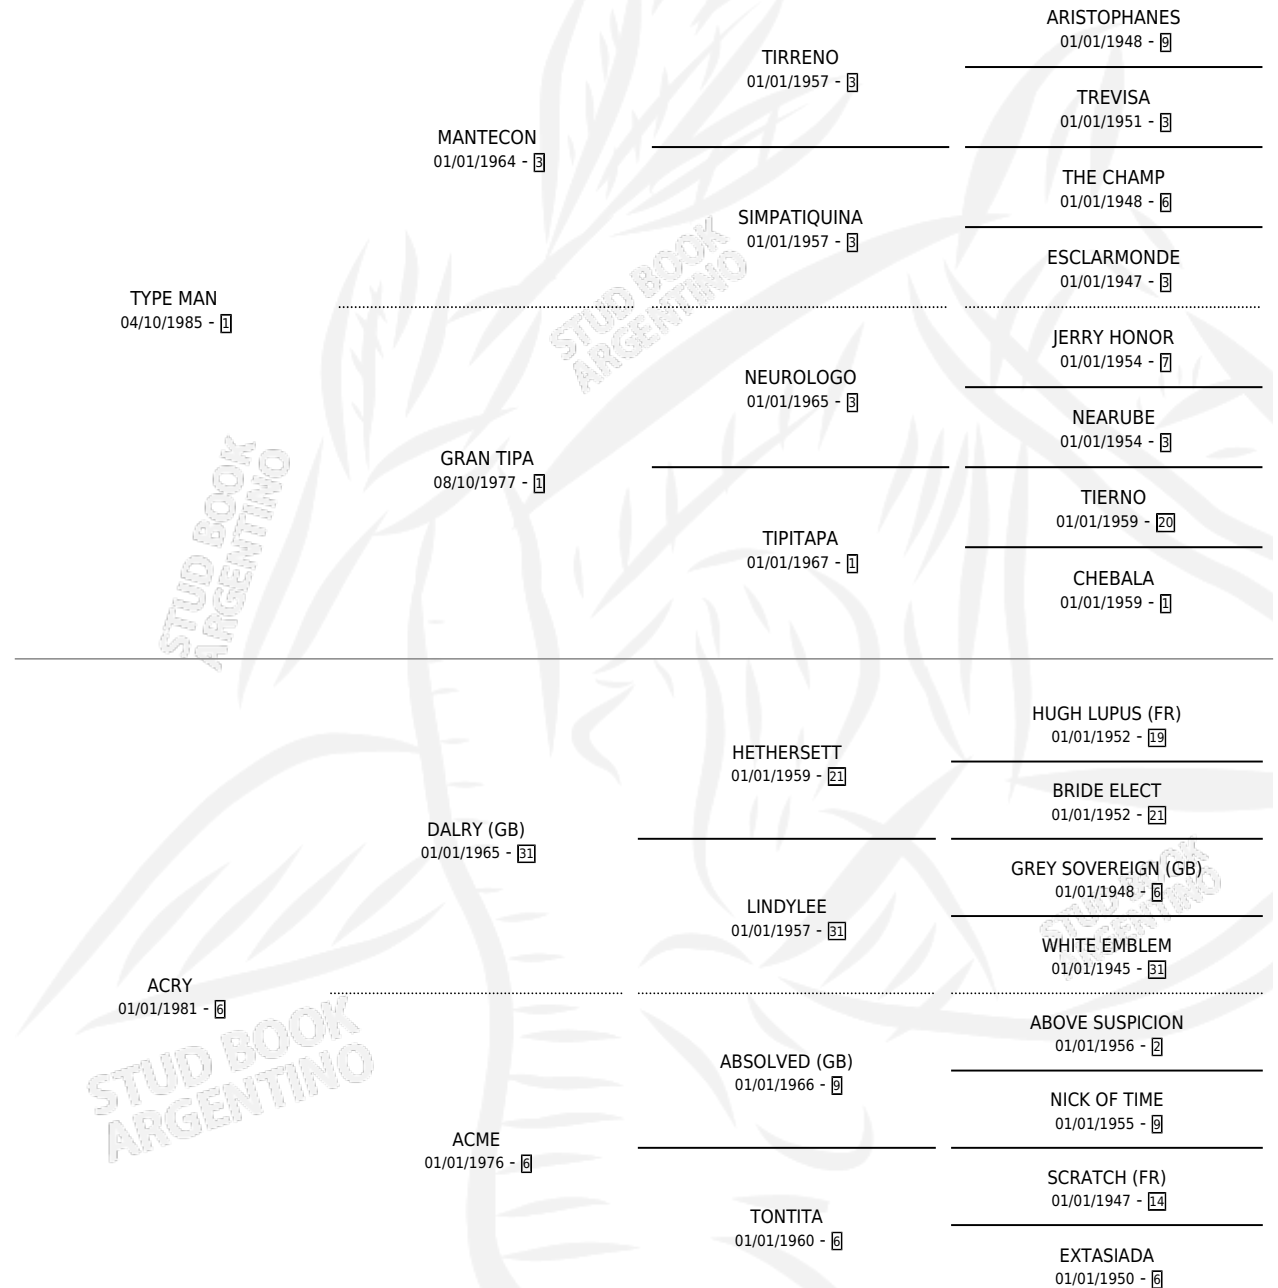 ARISTOPHANES
01/01/1948 - 9
TIRRENO
01/01/1957 - 3
TREVISA
01/01/1951 - 3
MANTECON
01/01/1964 - 3
THE CHAMP
01/01/1948 - 6
SIMPATIQUINA
01/01/1957 - 3
ESCLARMONDE
01/01/1947 - 3
TYPE MAN
04/10/1985 - 1
STUD BOOK
ARGENTINO
JERRY HONOR
01/01/1954 - 7
NEUROLOGO
01/01/1965 - 3
NEARUBE
01/01/1954 - 3
GRAN TIPA
08/10/1977 - 1
TIERNO
01/01/1959 - 20
TIPITAPA
01/01/1967 - 1
CHEBALA
01/01/1959 - 1
STUD BOOK
ARGENTINO
HUGH LUPUS (FR)
01/01/1952 - 19
HETHERSETT
01/01/1959 - 21
BRIDE ELECT
01/01/1952 - 21
DALRY (GB)
01/01/1965 - 31
GREY SOVEREIGN (GB)
01/01/1948 - 6
LINDYLEE
01/01/1957 - 31
WHITE EMBLEM
01/01/1945 - 31
STUD BOOK
ARGENTINO
ACRY
01/01/1981 - 6
ABOVE SUSPICION
01/01/1956 - 2
ABSOLVED (GB)
01/01/1966 - 9
NICK OF TIME
01/01/1955 - 9
STUD BOOK
ARGENTINO
ACME
01/01/1976 - 6
SCRATCH (FR)
01/01/1947 - 14
TONTITA
01/01/1960 - 6
EXTASIADA
01/01/1950 - 6